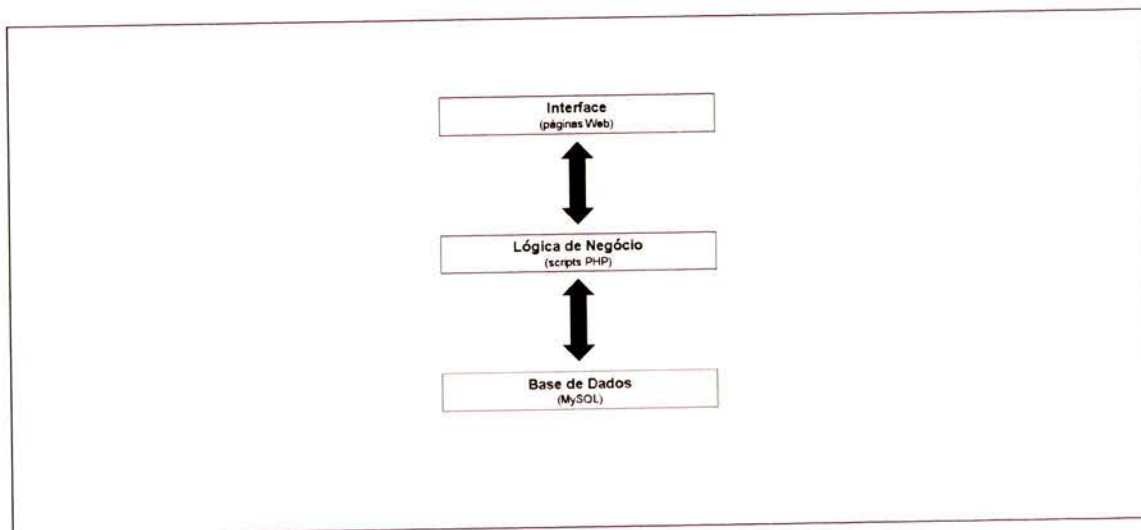 Interface
(páginas Web)
Lógica de Negócio
(scripts PHP)
Base de Dados
(MySQL)